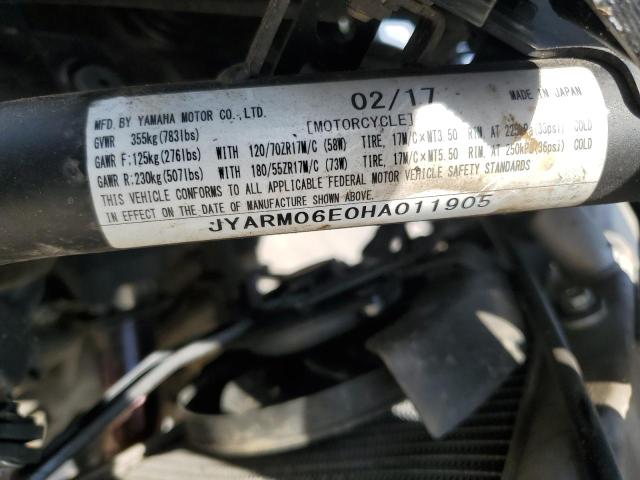 MFD. BY YAMAHA MOTOR CO., LTD. 02/17 MADE IN JAPAN
GVWR 355kg(783lbs) [MOTORCYCLE]
GAWR F:125kg(276lbs) WITH 120/70ZR17M/C (58W) TIRE, 17M/C×MT3.50 RIM, AT 225kPa(33psi) COLD
GAWR R:230kg(507lbs) WITH 180/55ZR17M/C (73W) TIRE, 17M/C×MT5.50 RIM, AT 250kPa(36psi) COLD
THIS VEHICLE CONFORMS TO ALL APPLICABLE FEDERAL MOTOR VEHICLE SAFETY STANDARDS
IN EFFECT ON THE DATE OF MANUFACTURE SHOWN ABOVE.
JYARM06E0HA011905